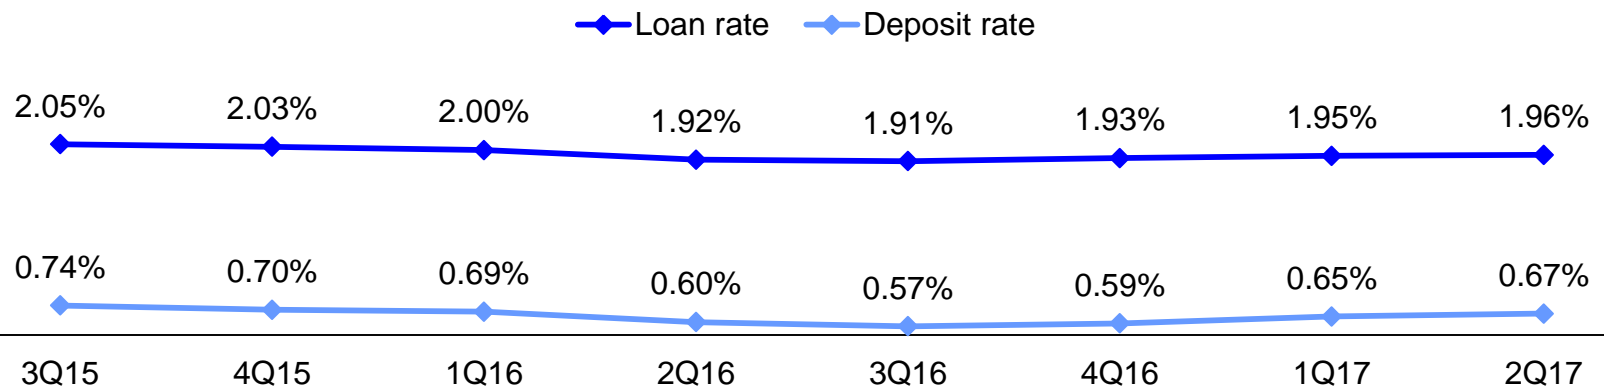 Loan rate Deposit rate
2.05% 2.03% 2.00% 1.92% 1.91% 1.93% 1.95% 1.96%
0.74% 0.70% 0.69% 0.60% 0.57% 0.59% 0.65% 0.67%
3Q15 4Q15 1Q16 2Q16 3Q16 4Q16 1Q17 2Q17